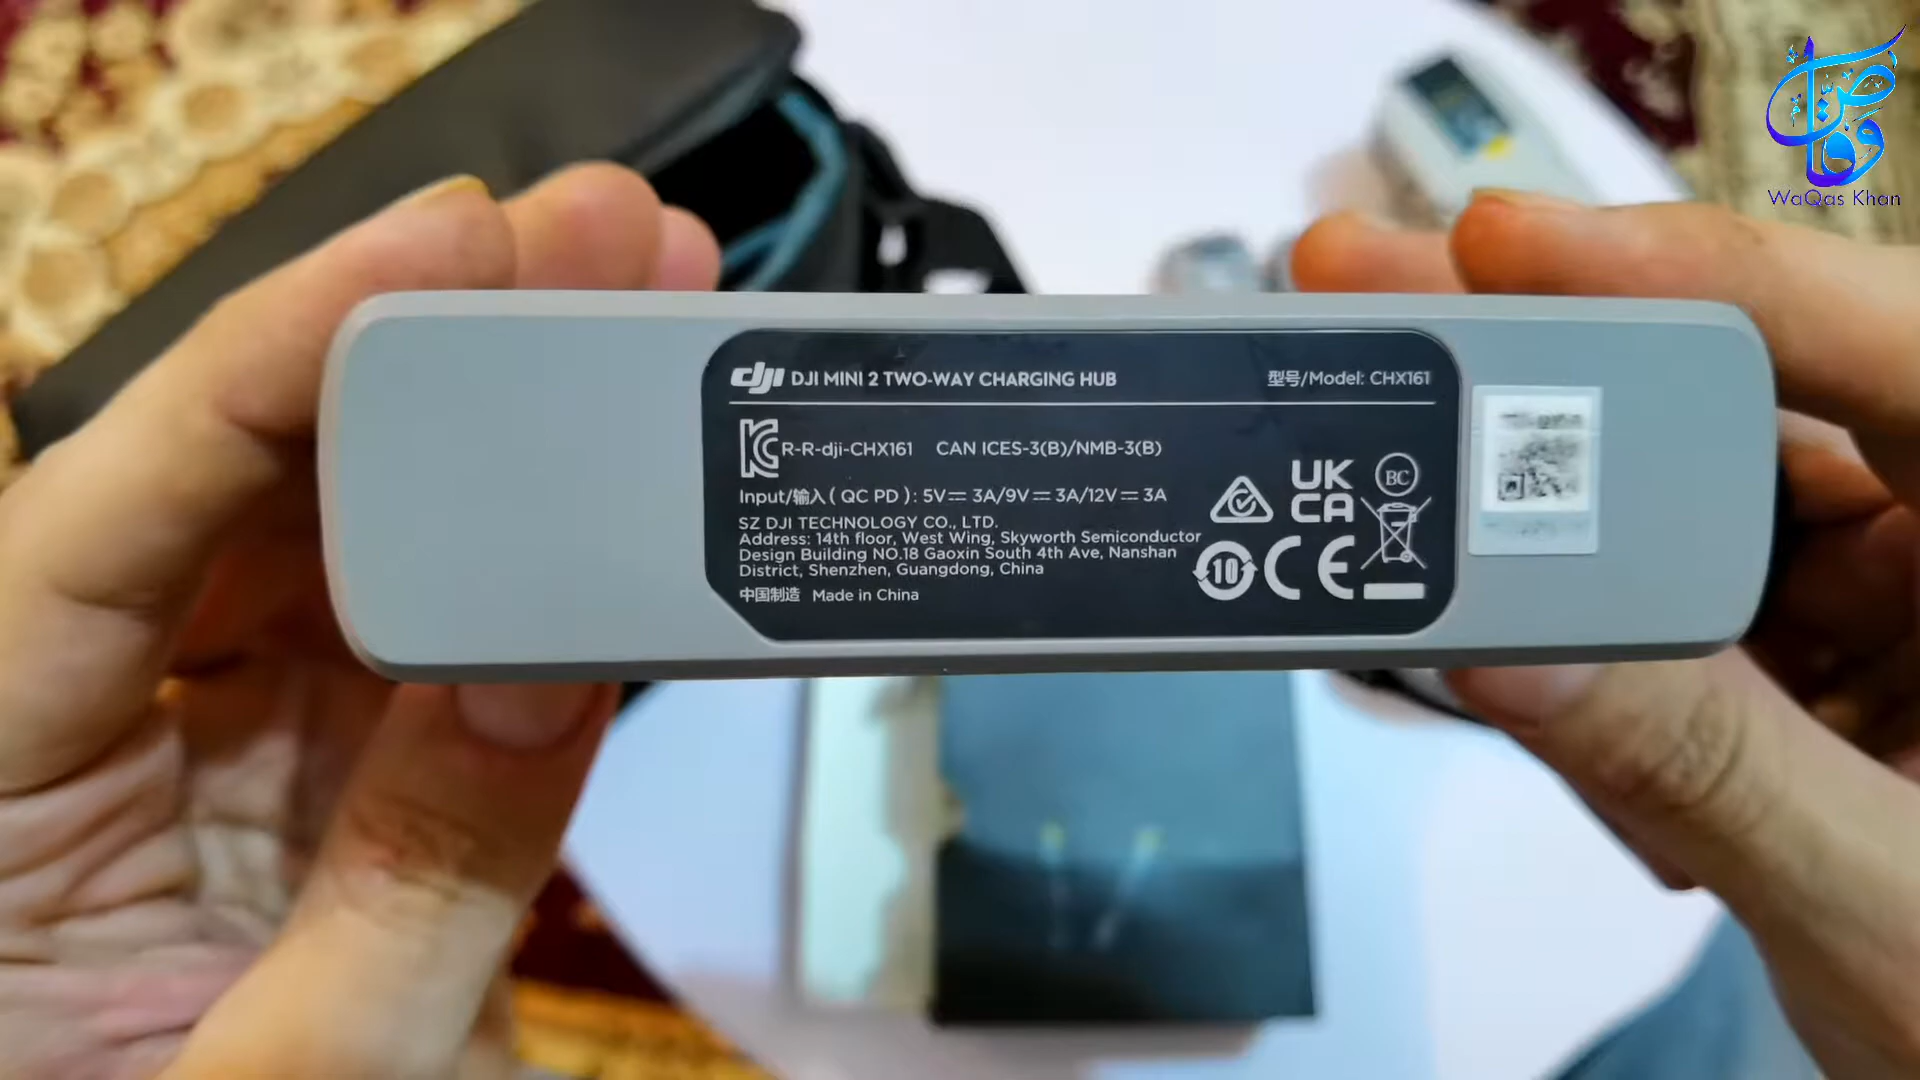 dji DJI MINI 2 TWO-WAY CHARGING HUB
型号/Model: CHX161
R-R-dji-CHX161 CAN ICES-3(B)/NMB-3(B)
Input/输入 ( QC PD ): 5V⎓3A/9V⎓3A/12V⎓3A
SZ DJI TECHNOLOGY CO., LTD.
Address: 14th floor, West Wing, Skyworth Semiconductor
Design Building NO.18 Gaoxin South 4th Ave, Nanshan
District, Shenzhen, Guangdong, China
中国制造 Made in China
UK
CA
BC
10
CE
وقاص
WaQas Khan